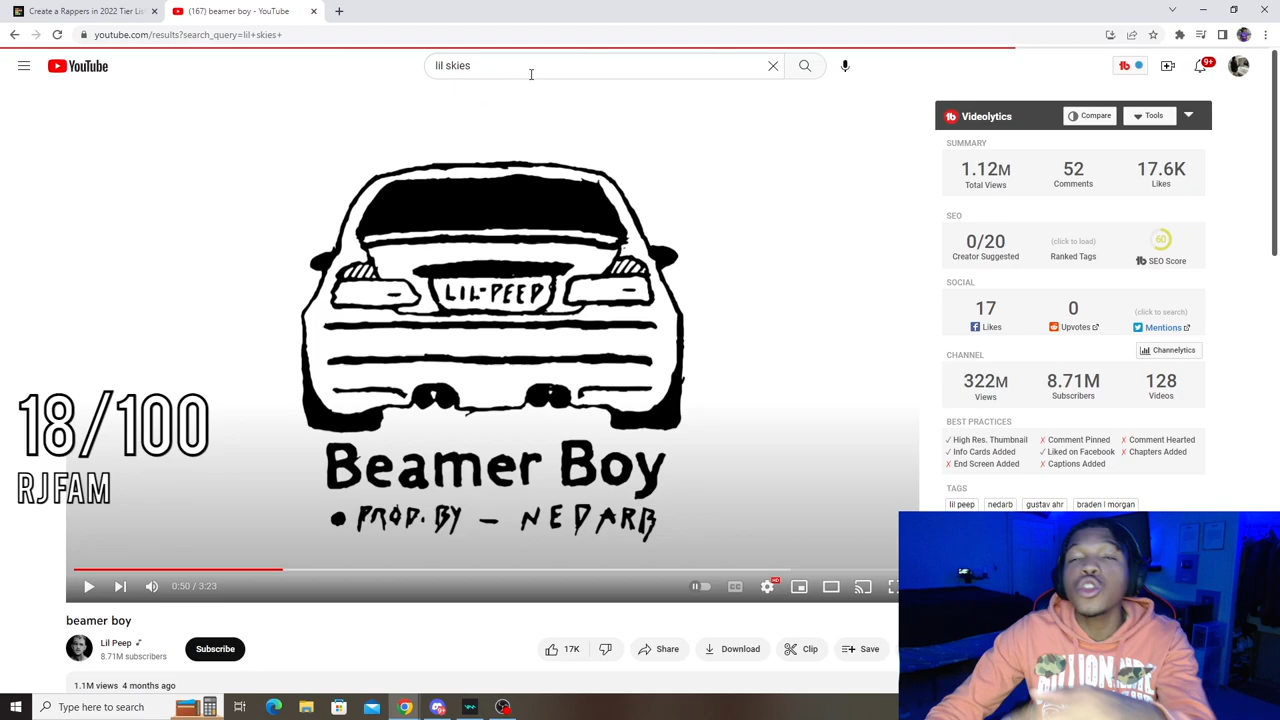 Create a Rappers in 2022 Tier Lis
(167) beamer boy - YouTube
youtube.com/results?search_query=lil+skies+
YouTube
lil skies
9+
Videolytics
Compare
Tools
SUMMARY
1.12M
52
17.6K
Total Views
Comments
Likes
SEO
0/20
(click to load)
60
Creator Suggested
Ranked Tags
SEO Score
SOCIAL
17
0
(click to search)
Likes
Upvotes
Mentions
Channelytics
CHANNEL
322M
8.71M
128
Views
Subscribers
Videos
BEST PRACTICES
✓ High Res. Thumbnail
✗ Comment Pinned
✗ Comment Hearted
✓ Info Cards Added
✓ Liked on Facebook
✗ Chapters Added
✗ End Screen Added
✗ Captions Added
TAGS
lil peep
nedarb
gustav ahr
braden l morgan
LIL-PEEP
Beamer Boy
• PROD. BY - NEDARB
18/100
RJFAM
0:50 / 3:23
CC
HD
beamer boy
Lil Peep
8.71M subscribers
Subscribe
17K
Share
Download
Clip
Save
1.1M views 4 months ago
Type here to search